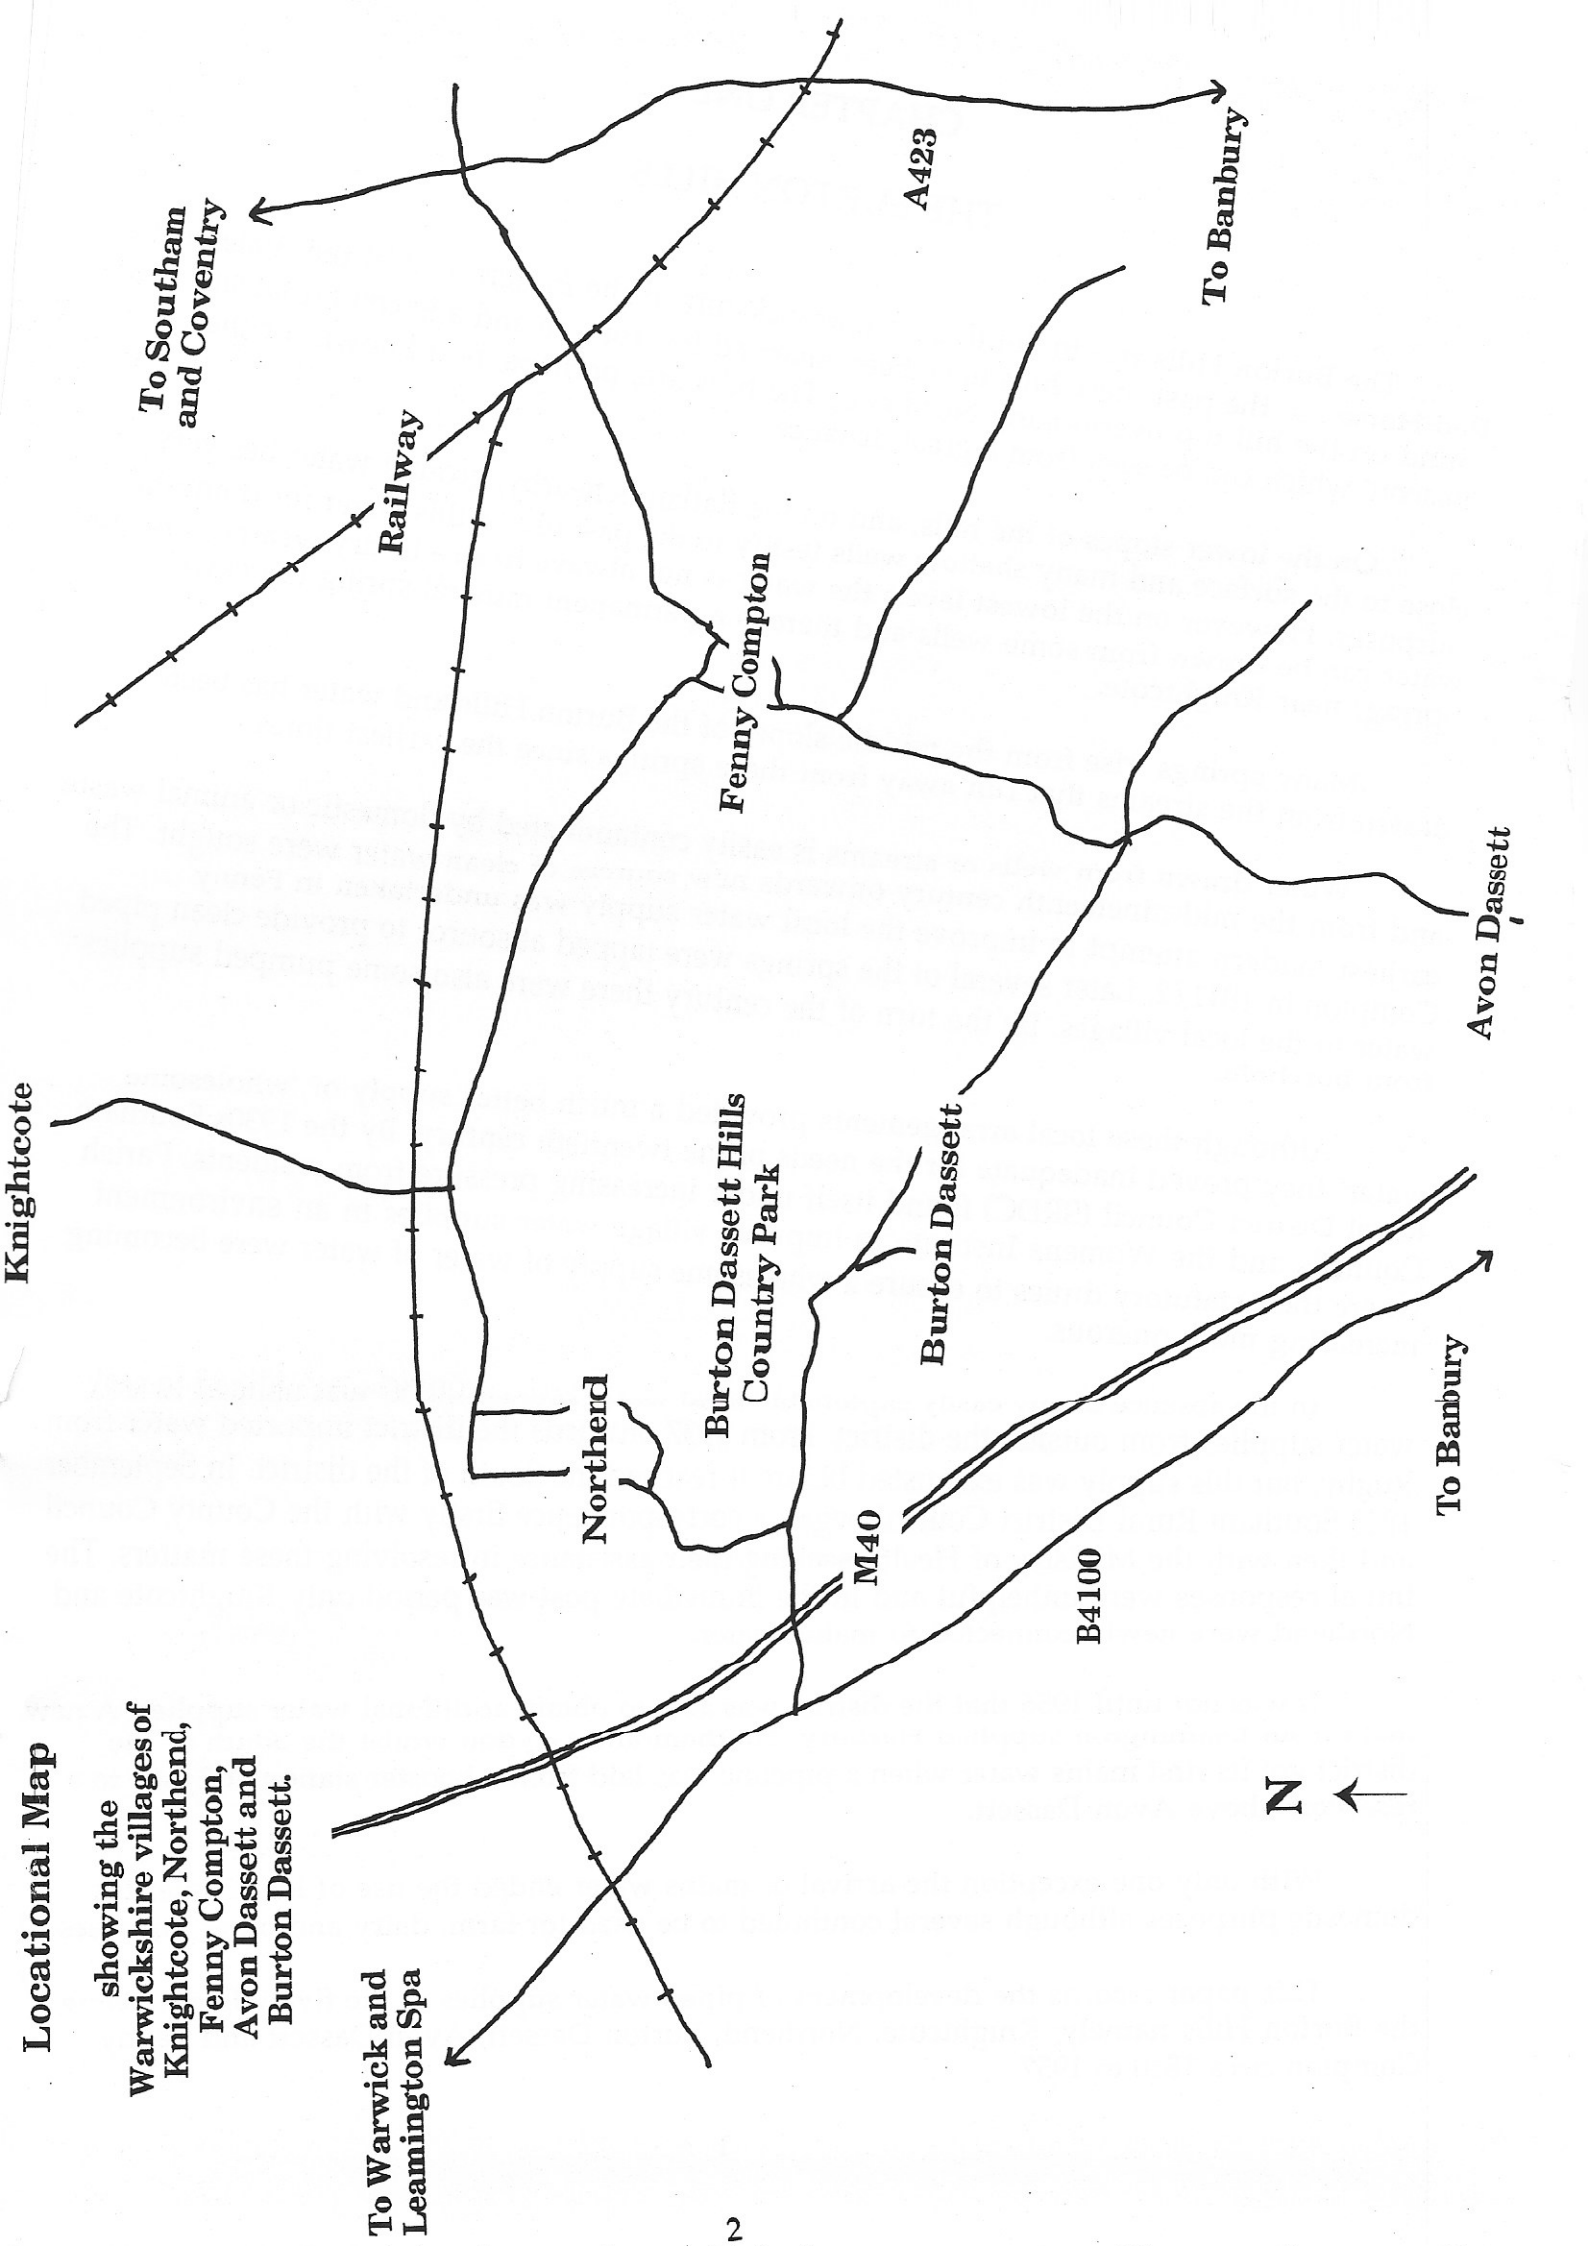 Locational Map
showing the
Warwickshire villages of
Knightcote, Northend,
Fenny Compton,
Avon Dassett and
Burton Dassett.
Knightcote
To Southam
and Coventry
Railway
To Warwick and
Leamington Spa
Northend
Fenny Compton
Burton Dassett Hills
Country Park
A423
M40
Burton Dassett
B4100
To Banbury
N
To Banbury
Avon Dassett
2